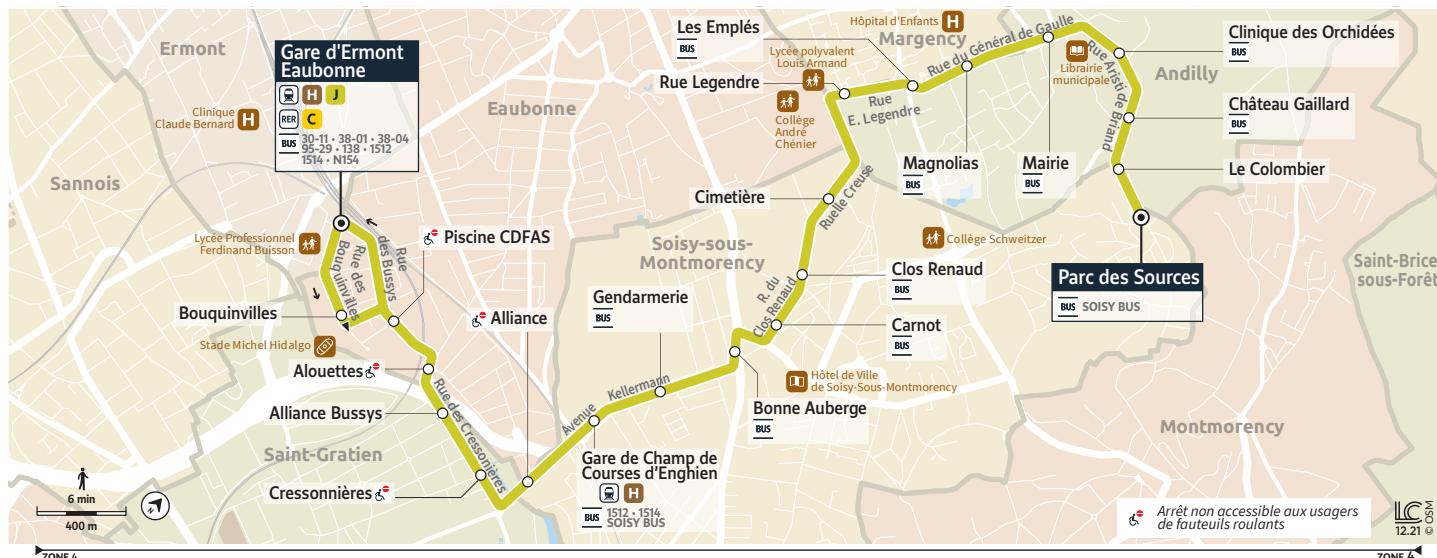 Ermont
Gare d'Ermont
Eaubonne
H J
RER C
BUS 30-11 • 38-01 • 38-04
95-29 • 138 • 1512
1514 • N154
Clinique
Claude Bernard
H
Sannois
Eaubonne
Lycée Professionnel
Ferdinand Buisson
Rue des
Bouquinvilles
Rue
des Bussys
Piscine CDFAS
Bouquinvilles
Stade Michel Hidalgo
Alouettes
Alliance Bussys
Saint-Gratien
Cressonnières
Rue des Cressonières
Alliance
Avenue Kellermann
Gendarmerie
BUS
Gare de Champ de
Courses d'Enghien
H
BUS 1512 • 1514
SOISY BUS
Soisy-sous-
Montmorency
Bonne Auberge
BUS
Hôtel de Ville
de Soisy-Sous-Montmorency
Carnot
BUS
R. du
Clos Renaud
Clos Renaud
BUS
Cimetière
Ruelle Creuse
Collège Schweitzer
Rue Legendre
Lycée polyvalent
Louis Armand
Collège
André
Chénier
Les Emplés
BUS
Rue
E. Legendre
Hôpital d'Enfants
H
Margency
Rue du Général de Gaulle
Magnolias
BUS
Mairie
BUS
Librairie
municipale
Rue Aristi de Briand
Andilly
Clinique des Orchidées
BUS
Château Gaillard
BUS
Le Colombier
Parc des Sources
BUS SOISY BUS
Saint-Brice
sous-Forêt
Montmorency
6 min
400 m
N
Arrêt non accessible aux usagers
de fauteuils roulants
LC
12.21
© OSM
ZONE 4
ZONE 4